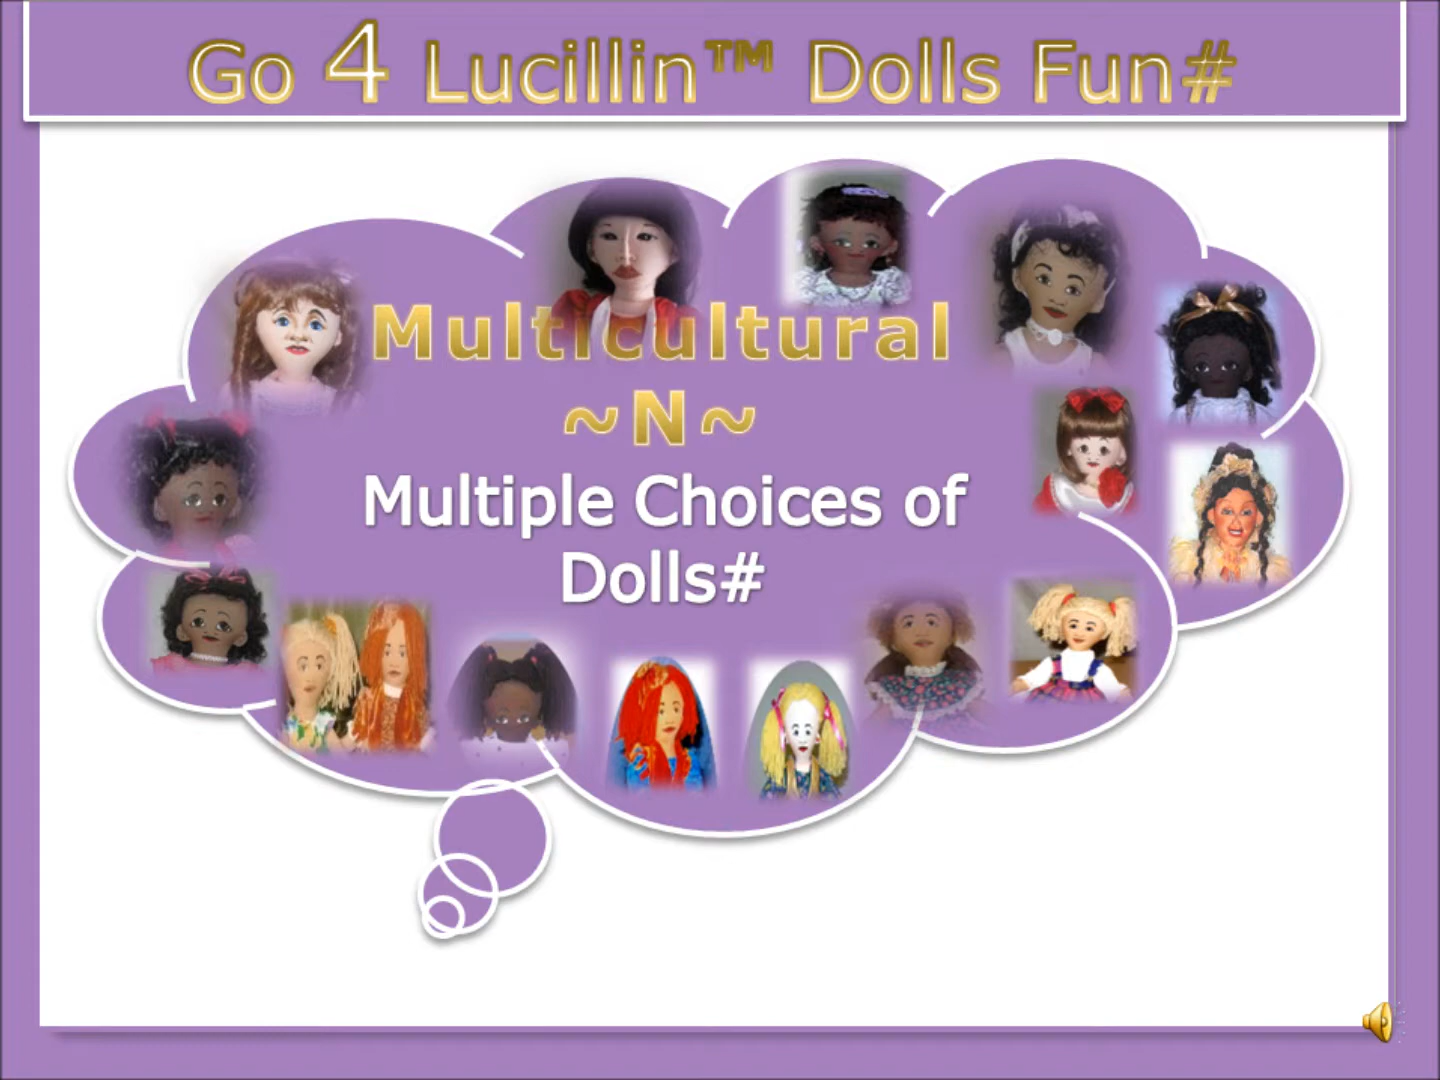 Go 4 Lucillin™ Dolls Fun#
Multicultural
~N~
Multiple Choices of
Dolls#